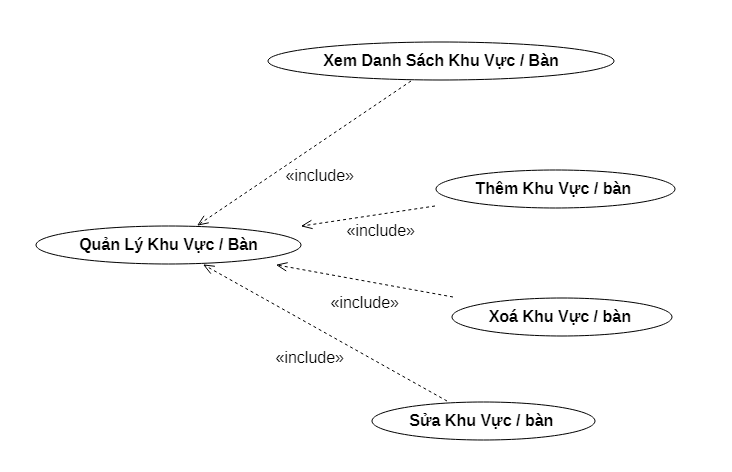 Xem Danh Sách Khu Vực / Bàn
«include»
Thêm Khu Vực / bàn
«include»
Quản Lý Khu Vực / Bàn
«include»
Xoá Khu Vực / bàn
«include»
Sửa Khu Vực / bàn